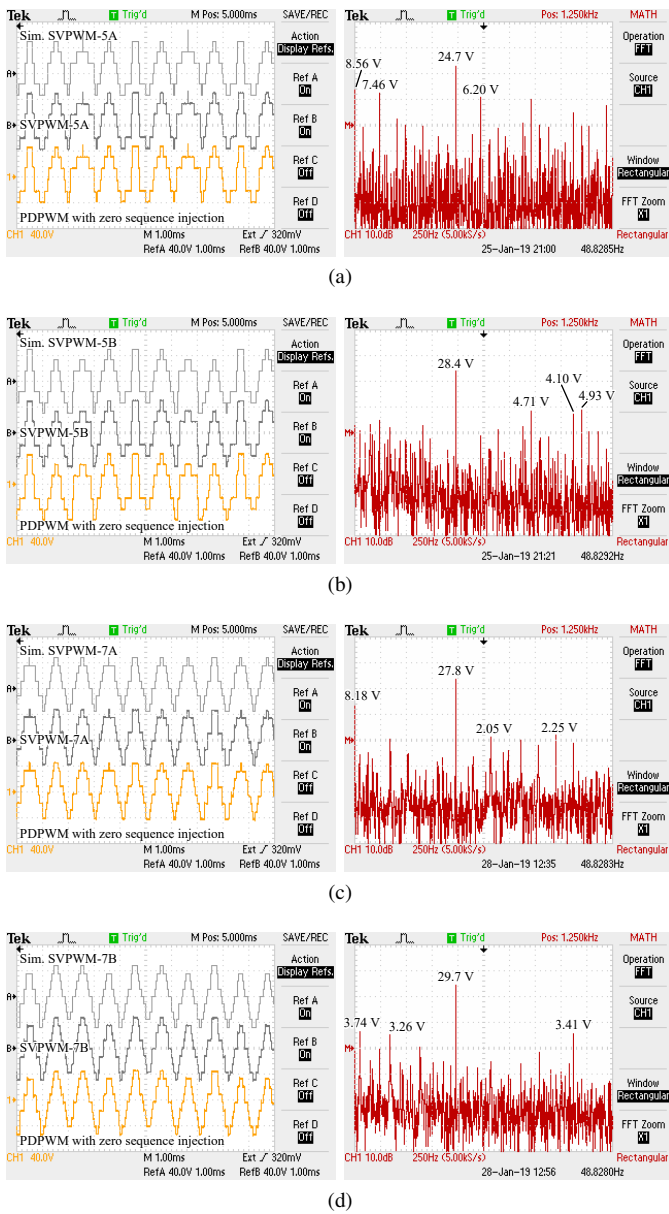 Tek T Trig'd M Pos: 5.000ms SAVE/REC
Sim. SVPWM-5A
Action
Display Refs.
A
Ref A
On
Ref B
On
B
SVPWM-5A
Ref C
Off
1
Ref D
Off
PDPWM with zero sequence injection
CH1 40.0V M 1.00ms Ext 320mV
RefA 40.0V 1.00ms RefB 40.0V 1.00ms
Tek T Trig'd Pos: 1.250kHz MATH
Operation
FFT
8.56 V
7.46 V
24.7 V
6.20 V
Source
CH1
M
Window
Rectangular
FFT Zoom
X1
CH1 10.0dB 250Hz (5.00kS/s) Rectangular
25-Jan-19 21:00 48.8285Hz
(a)
Tek T Trig'd M Pos: 5.000ms SAVE/REC
Sim. SVPWM-5B
Action
Display Refs.
A
Ref A
On
Ref B
On
B
SVPWM-5B
Ref C
Off
1
Ref D
Off
PDPWM with zero sequence injection
CH1 40.0V M 1.00ms Ext 320mV
RefA 40.0V 1.00ms RefB 40.0V 1.00ms
Tek T Trig'd Pos: 1.250kHz MATH
Operation
FFT
28.4 V
4.71 V
4.10 V
4.93 V
Source
CH1
M
Window
Rectangular
FFT Zoom
X1
CH1 10.0dB 250Hz (5.00kS/s) Rectangular
25-Jan-19 21:21 48.8292Hz
(b)
Tek T Trig'd M Pos: 5.000ms SAVE/REC
Sim. SVPWM-7A
Action
Display Refs.
A
Ref A
On
Ref B
On
B
SVPWM-7A
Ref C
Off
1
Ref D
Off
PDPWM with zero sequence injection
CH1 40.0V M 1.00ms Ext 320mV
RefA 40.0V 1.00ms RefB 40.0V 1.00ms
Tek T Trig'd Pos: 1.250kHz MATH
Operation
FFT
8.18 V
27.8 V
2.05 V
2.25 V
Source
CH1
M
Window
Rectangular
FFT Zoom
X1
CH1 10.0dB 250Hz (5.00kS/s) Rectangular
28-Jan-19 12:35 48.8283Hz
(c)
Tek T Trig'd M Pos: 5.000ms SAVE/REC
Sim. SVPWM-7B
Action
Display Refs.
A
Ref A
On
Ref B
On
B
SVPWM-7B
Ref C
Off
1
Ref D
Off
PDPWM with zero sequence injection
CH1 40.0V M 1.00ms Ext 320mV
RefA 40.0V 1.00ms RefB 40.0V 1.00ms
Tek T Trig'd Pos: 1.250kHz MATH
Operation
FFT
3.74 V
3.26 V
29.7 V
3.41 V
Source
CH1
M
Window
Rectangular
FFT Zoom
X1
CH1 10.0dB 250Hz (5.00kS/s) Rectangular
28-Jan-19 12:56 48.8280Hz
(d)